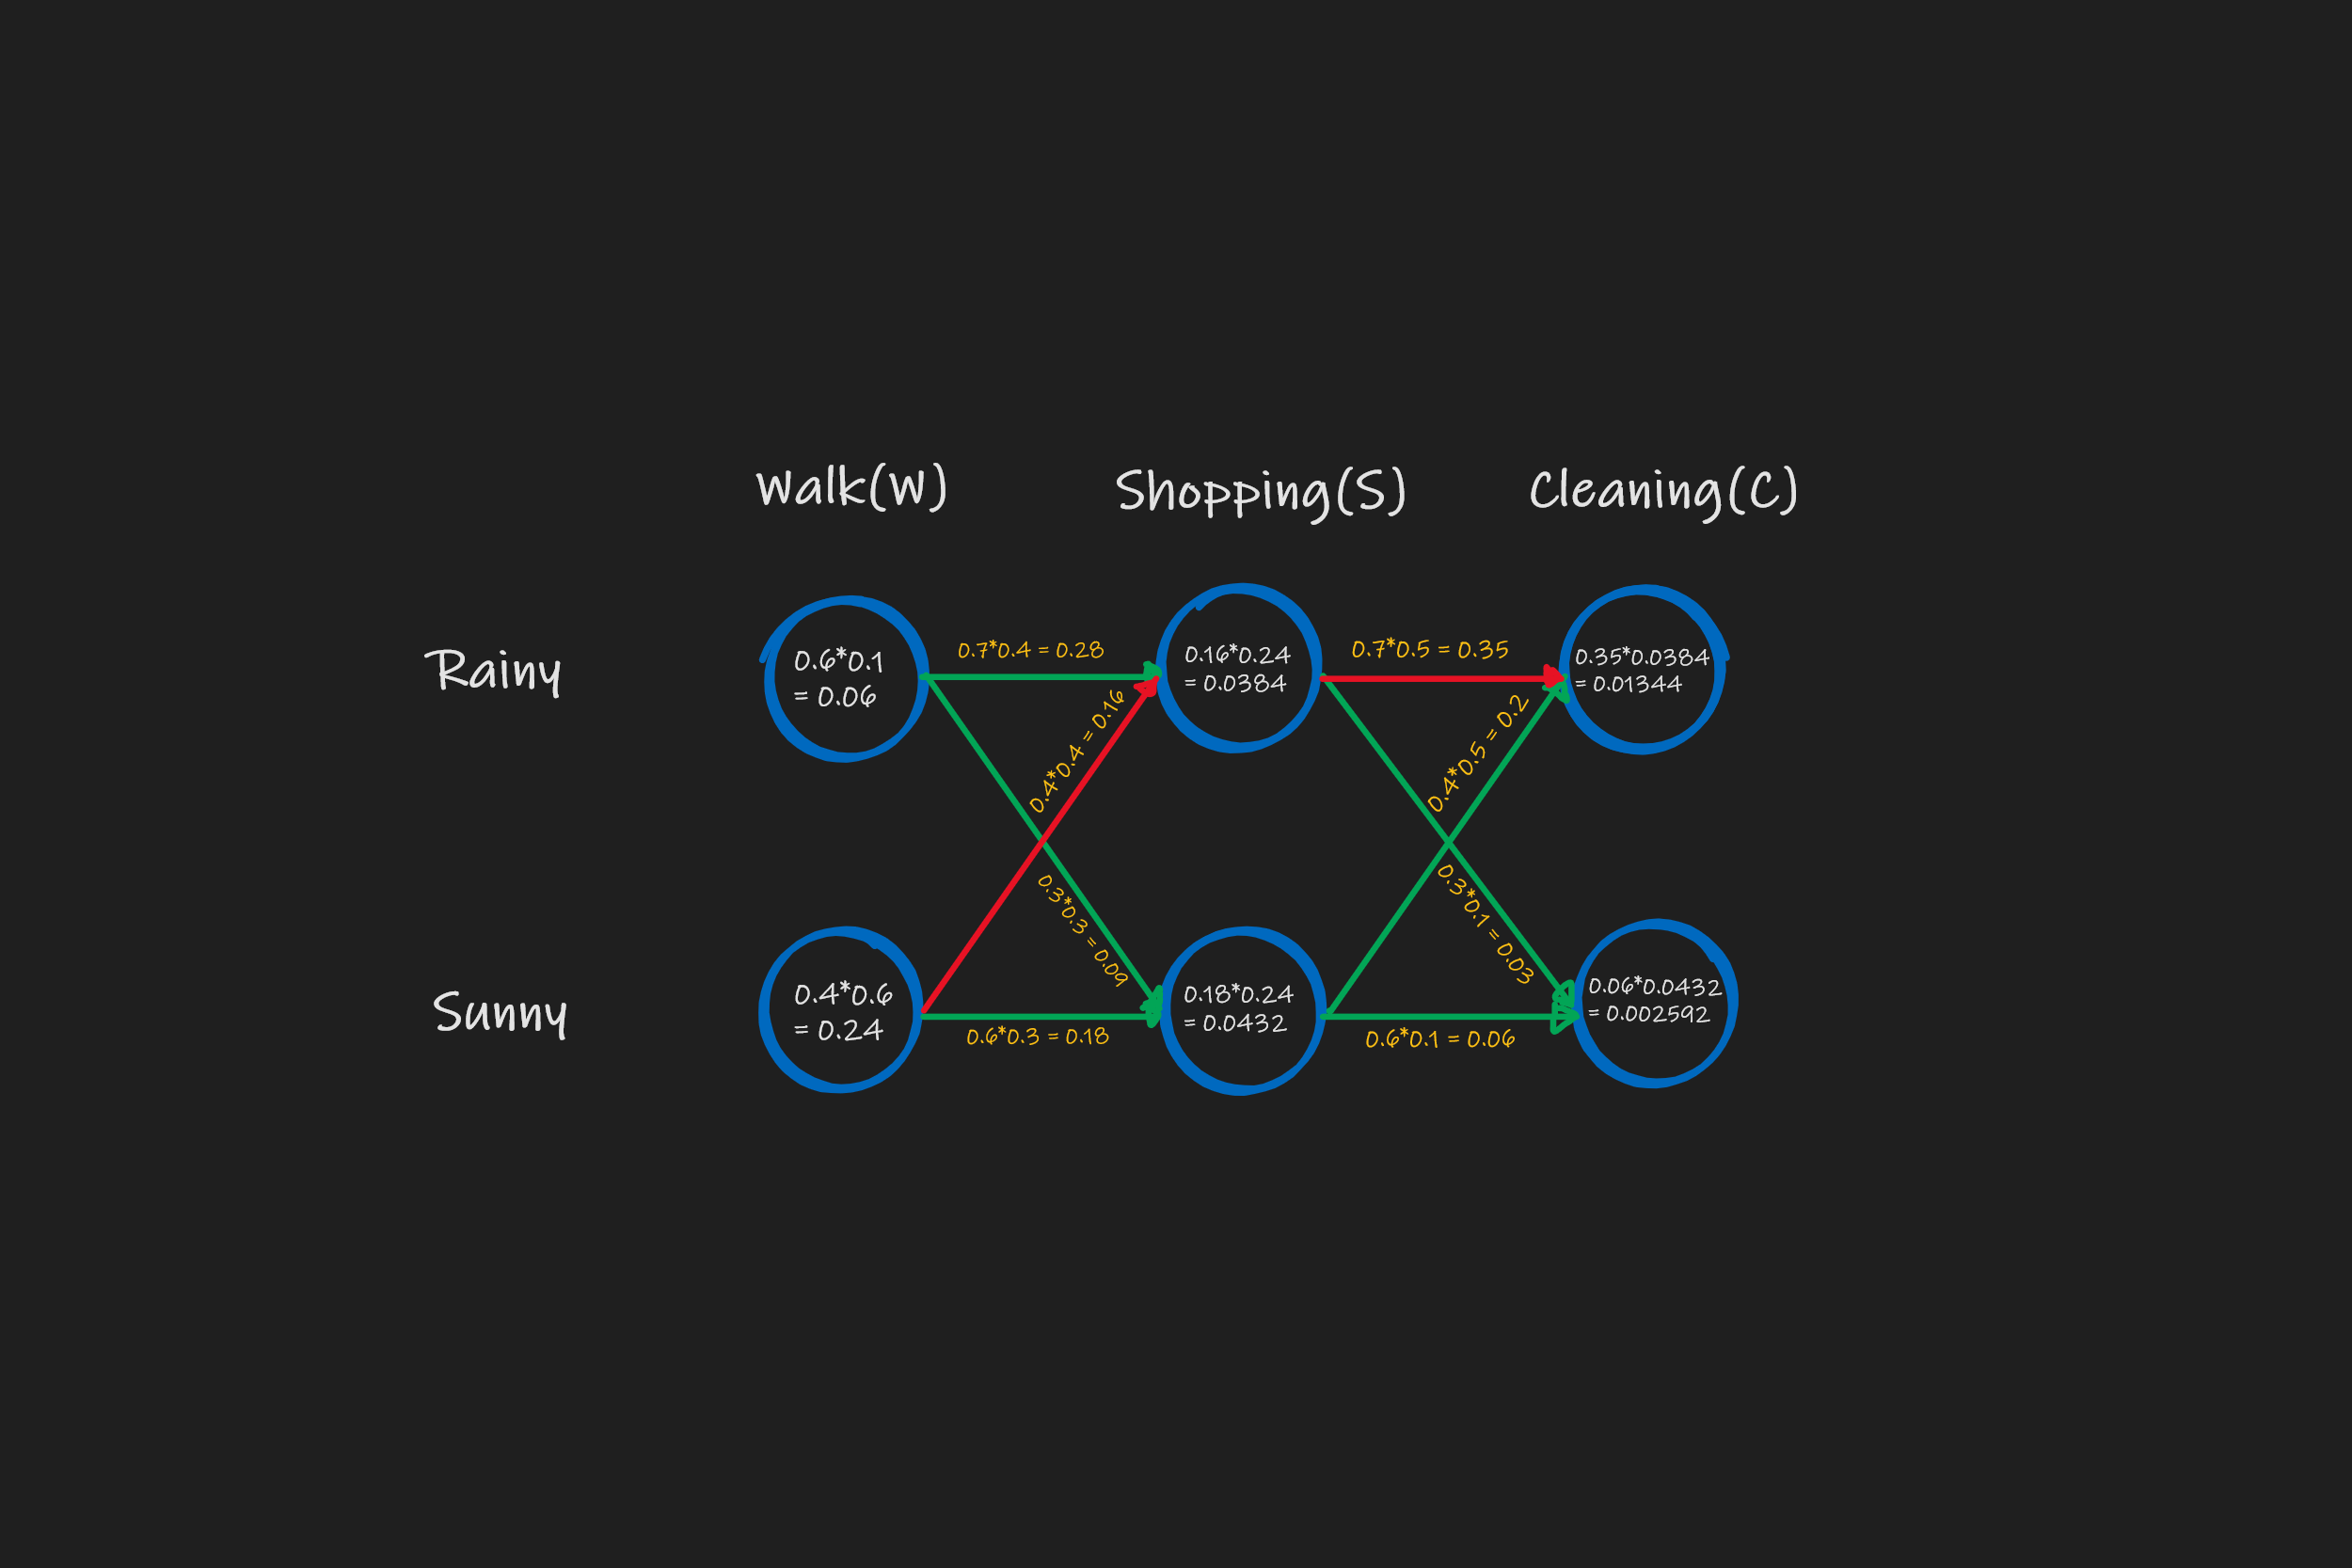 Walk(W)
Shopping(S)
Cleaning(C)
Rainy
0.6*0.1
= 0.06
0.7*0.4 = 0.28
0.16*0.24
= 0.0384
0.7*0.5 = 0.35
0.35*0.0384
= 0.01344
0.4*0.4 = 0.16
0.4*0.5 = 0.2
0.3*0.3 = 0.09
0.3*0.1 = 0.03
Sunny
0.4*0.6
= 0.24
0.6*0.3 = 0.18
0.18*0.24
= 0.0432
0.6*0.1 = 0.06
0.06*0.0432
= 0.002592